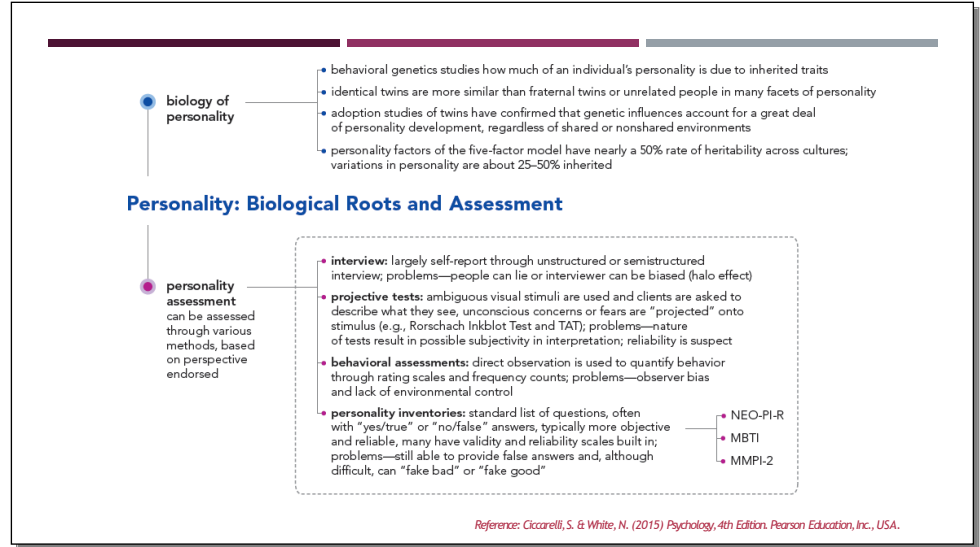 biology of
personality
behavioral genetics studies how much of an individual's personality is due to inherited traits
identical twins are more similar than fraternal twins or unrelated people in many facets of personality
adoption studies of twins have confirmed that genetic influences account for a great deal
of personality development, regardless of shared or nonshared environments
personality factors of the five-factor model have nearly a 50% rate of heritability across cultures;
variations in personality are about 25–50% inherited
Personality: Biological Roots and Assessment
personality
assessment
can be assessed
through various
methods, based
on perspective
endorsed
interview: largely self-report through unstructured or semistructured
interview; problems—people can lie or interviewer can be biased (halo effect)
projective tests: ambiguous visual stimuli are used and clients are asked to
describe what they see, unconscious concerns or fears are "projected" onto
stimulus (e.g., Rorschach Inkblot Test and TAT); problems—nature
of tests result in possible subjectivity in interpretation; reliability is suspect
behavioral assessments: direct observation is used to quantify behavior
through rating scales and frequency counts; problems—observer bias
and lack of environmental control
personality inventories: standard list of questions, often
with "yes/true" or "no/false" answers, typically more objective
and reliable, many have validity and reliability scales built in;
problems—still able to provide false answers and, although
difficult, can "fake bad" or "fake good"
NEO-PI-R
MBTI
MMPI-2
Reference: Ciccarelli, S. & White, N. (2015) Psychology, 4th Edition. Pearson Education, Inc., USA.